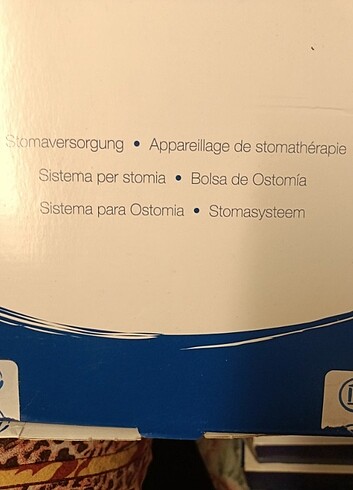 Stomaversorgung • Appareillage de stomathérapie
Sistema per stomia • Bolsa de Ostomía
Sistema para Ostomia • Stomasysteem